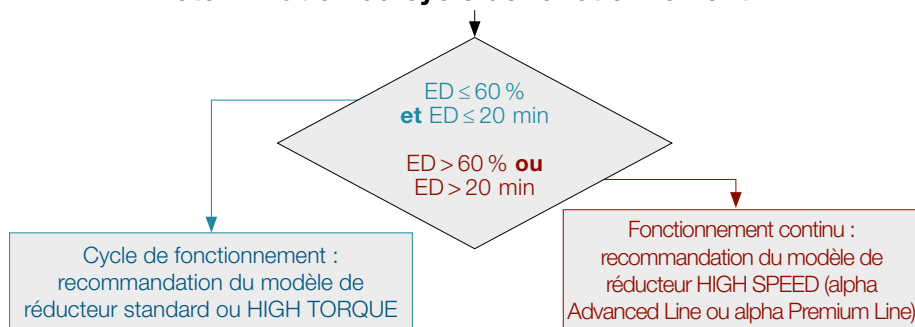 ED ≤ 60 %
et ED ≤ 20 min
ED > 60 % ou
ED > 20 min
Cycle de fonctionnement :
recommandation du modèle de
réducteur standard ou HIGH TORQUE
Fonctionnement continu :
recommandation du modèle de
réducteur HIGH SPEED (alpha
Advanced Line ou alpha Premium Line)